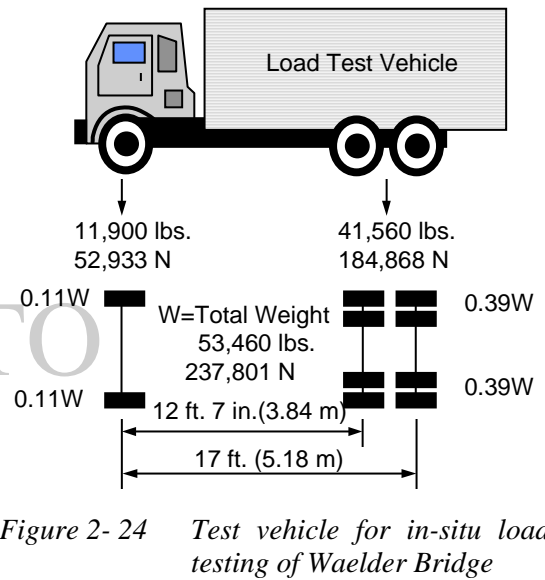 Load Test Vehicle
11,900 lbs.
52,933 N
41,560 lbs.
184,868 N
0.11W
W=Total Weight
53,460 lbs.
237,801 N
0.39W
TO
0.11W
0.39W
12 ft. 7 in.(3.84 m)
17 ft. (5.18 m)
Figure 2- 24 Test vehicle for in-situ load
testing of Waelder Bridge